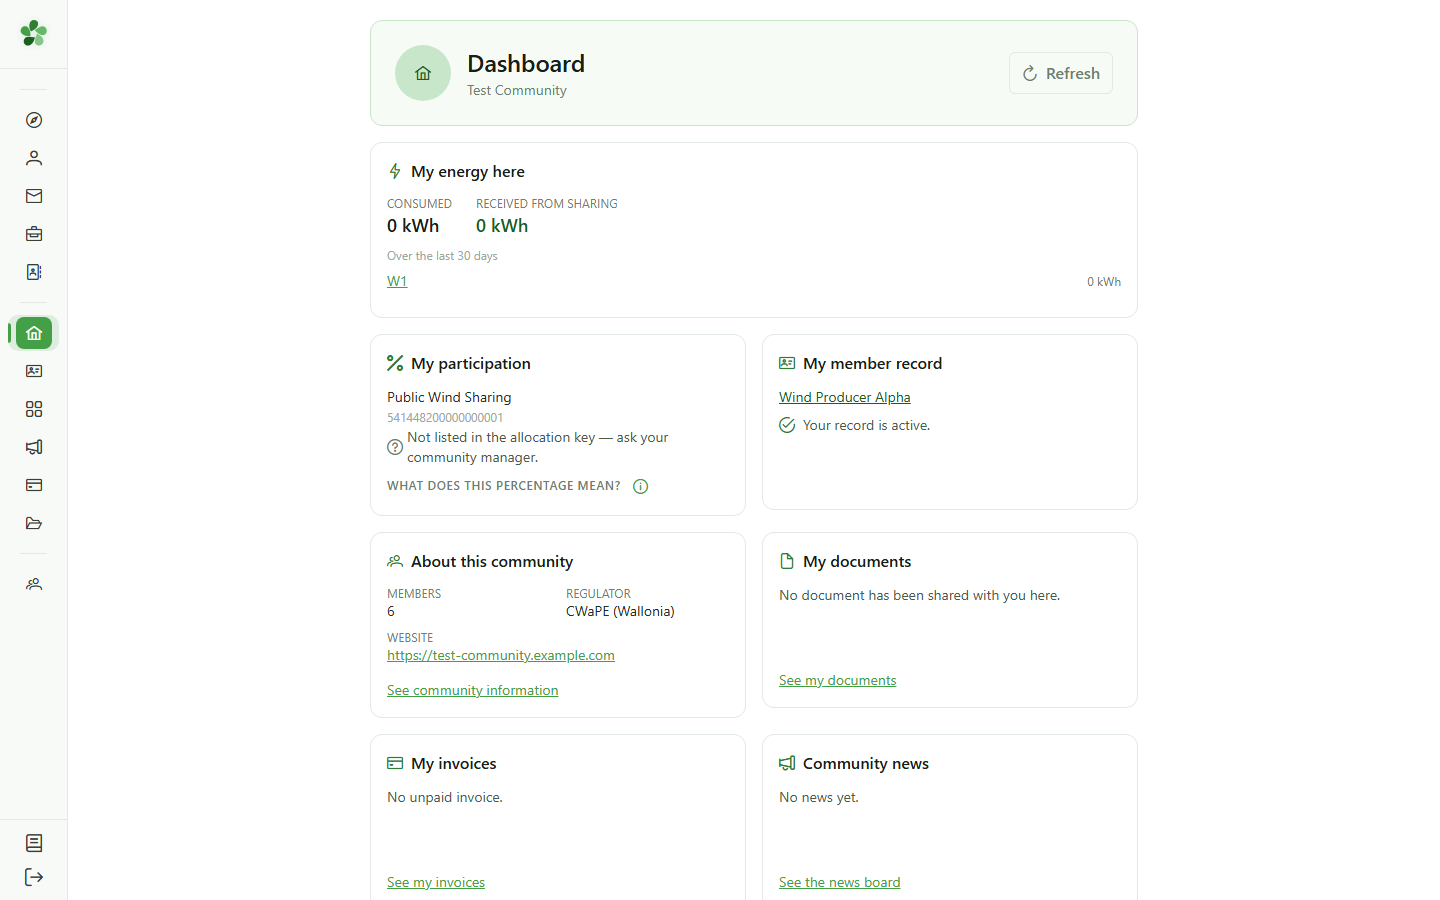 Dashboard
Test Community
Refresh
My energy here
CONSUMED
RECEIVED FROM SHARING
0 kWh
0 kWh
Over the last 30 days
W1
0 kWh
My participation
Public Wind Sharing
541448200000000001
Not listed in the allocation key — ask your
community manager.
WHAT DOES THIS PERCENTAGE MEAN?
My member record
Wind Producer Alpha
Your record is active.
About this community
MEMBERS
REGULATOR
6
CWaPE (Wallonia)
WEBSITE
https://test-community.example.com
See community information
My documents
No document has been shared with you here.
See my documents
My invoices
No unpaid invoice.
See my invoices
Community news
No news yet.
See the news board